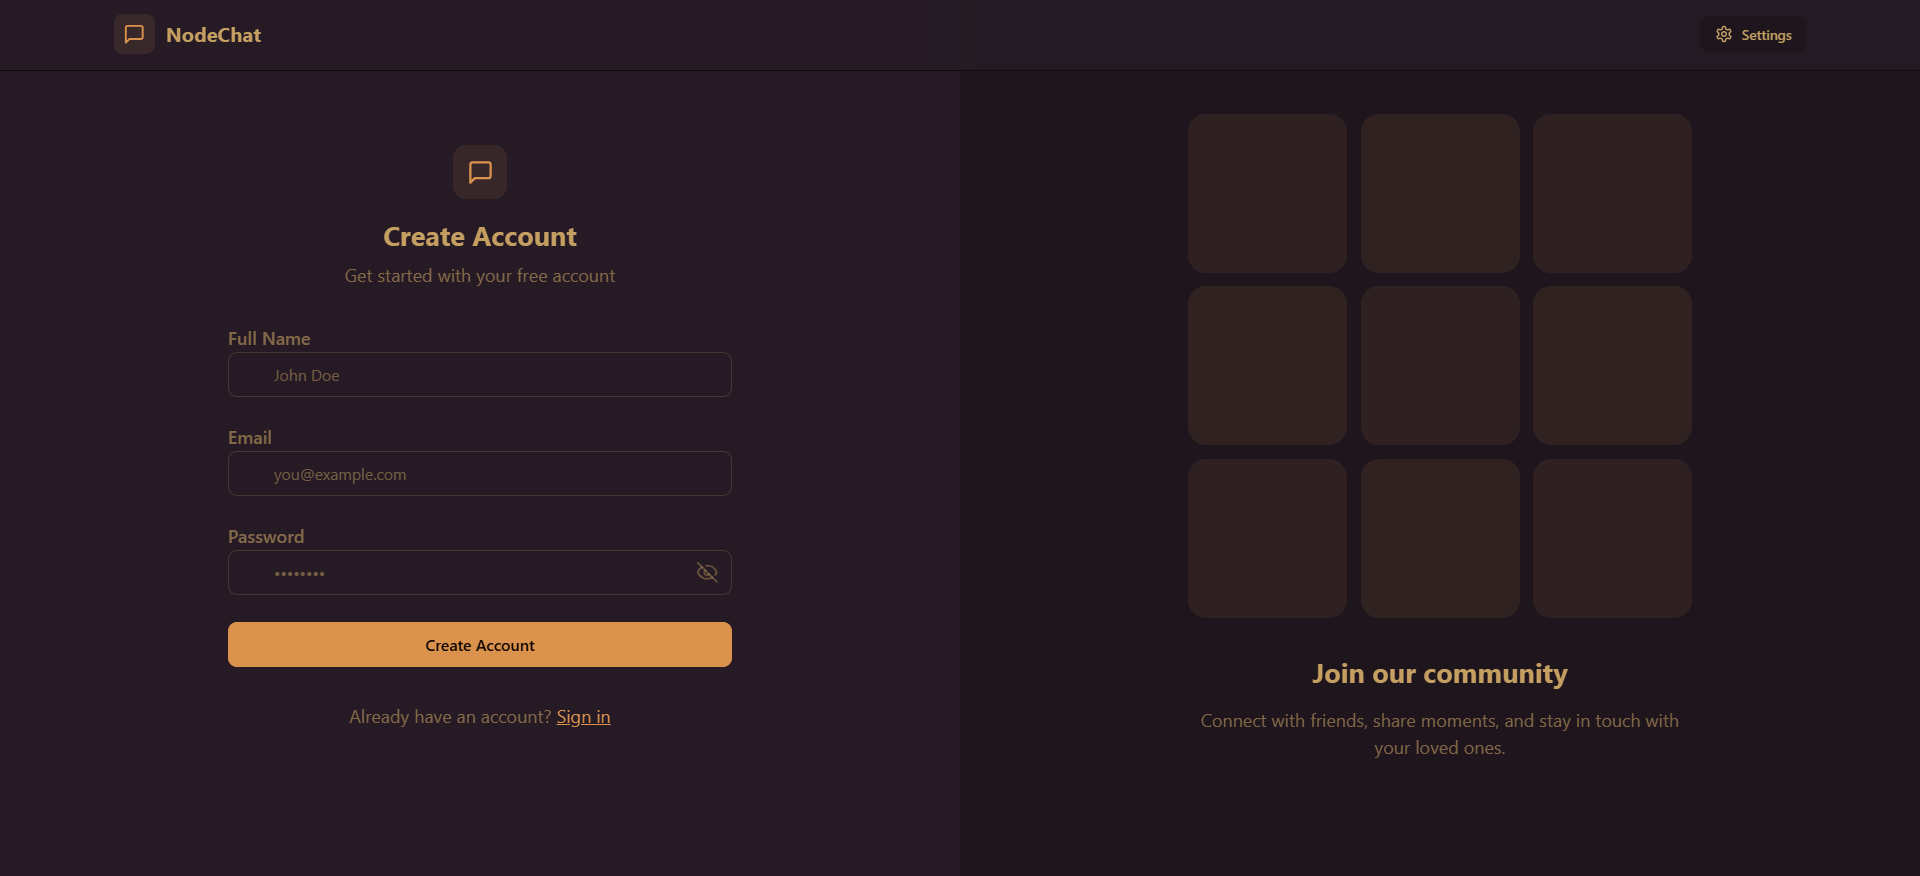 NodeChat
Settings
Create Account
Get started with your free account
Full Name
John Doe
Email
you@example.com
Password
••••••••
Create Account
Already have an account? Sign in
Join our community
Connect with friends, share moments, and stay in touch with
your loved ones.